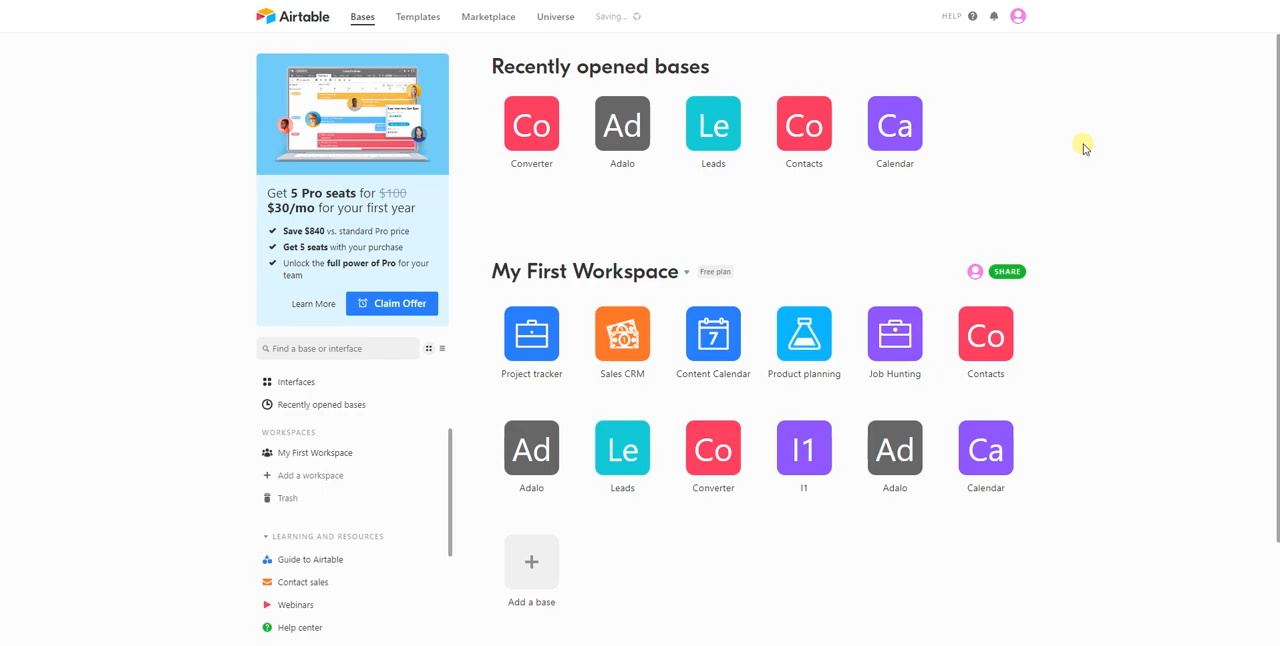 Airtable
Bases
Templates
Marketplace
Universe
Saving...
HELP
Get 5 Pro seats for $100
$30/mo for your first year
Save $840 vs. standard Pro price
Get 5 seats with your purchase
Unlock the full power of Pro for your
team
Learn More
Claim Offer
Find a base or interface
Interfaces
Recently opened bases
WORKSPACES
My First Workspace
Add a workspace
Trash
LEARNING AND RESOURCES
Guide to Airtable
Contact sales
Webinars
Help center
Recently opened bases
Co
Ad
Le
Co
Ca
Converter
Adalo
Leads
Contacts
Calendar
My First Workspace
Free plan
SHARE
7
Co
Project tracker
Sales CRM
Content Calendar
Product planning
Job Hunting
Contacts
Ad
Le
Co
I1
Ad
Ca
Adalo
Leads
Converter
I1
Adalo
Calendar
+
Add a base